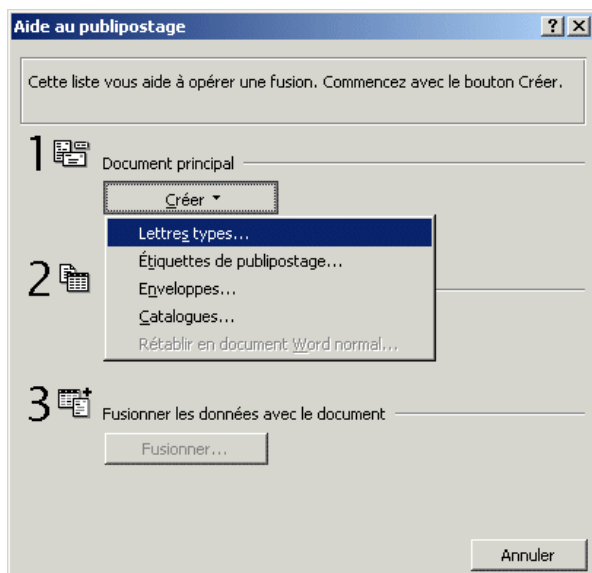 Aide au publipostage
Cette liste vous aide à opérer une fusion. Commencez avec le bouton Créer.
1
Document principal
Créer
Lettres types...
Étiquettes de publipostage...
2
Enveloppes...
Catalogues...
Rétablir en document Word normal...
3
Fusionner les données avec le document
Fusionner...
Annuler